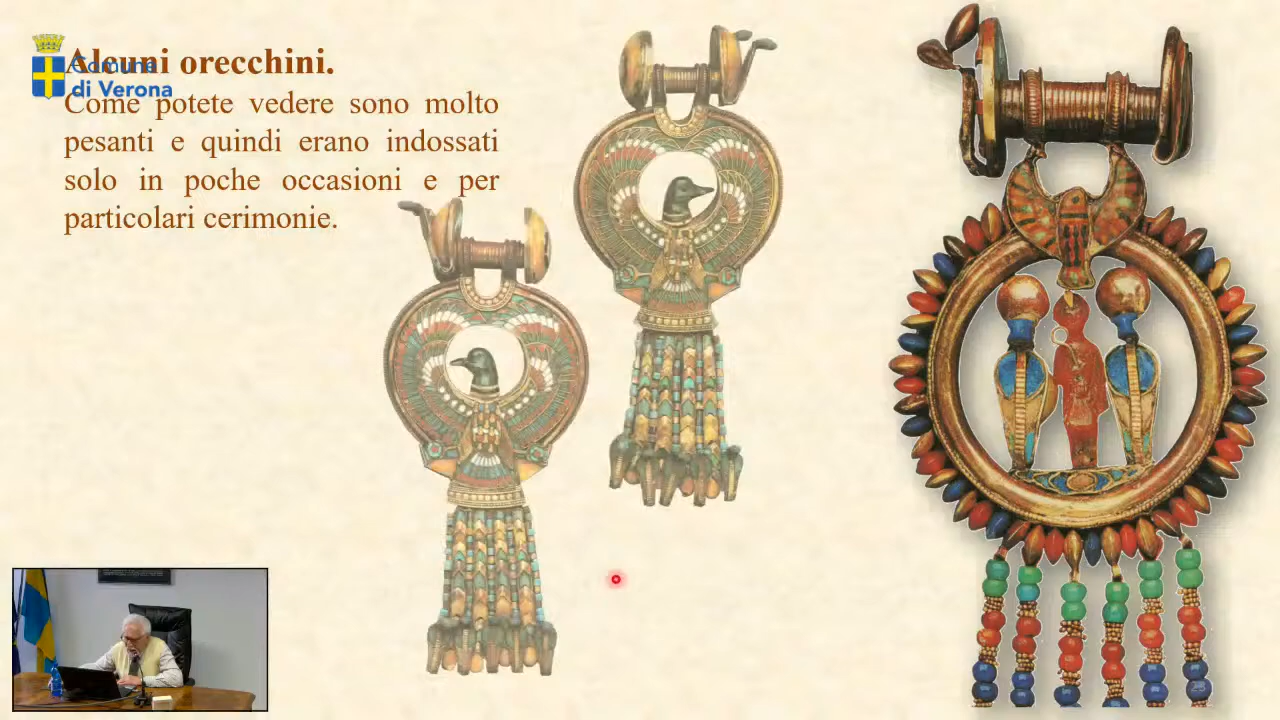 Alcuni orecchini.
Comune
di Verona
Come potete vedere sono molto
pesanti e quindi erano indossati
solo in poche occasioni e per
particolari cerimonie.